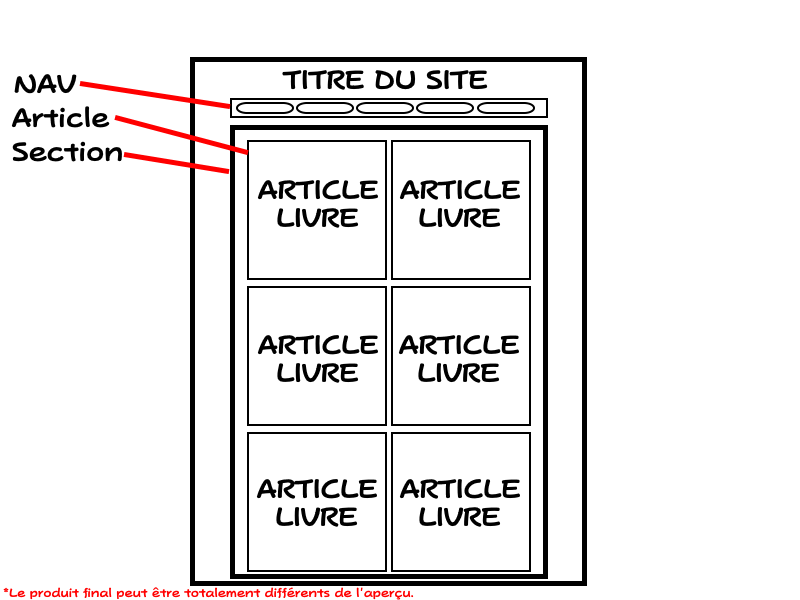 TITRE DU SITE
NAV
Article
Section
ARTICLE
LIVRE
ARTICLE
LIVRE
ARTICLE
LIVRE
ARTICLE
LIVRE
ARTICLE
LIVRE
ARTICLE
LIVRE
*Le produit final peut être totalement différents de l'aperçu.